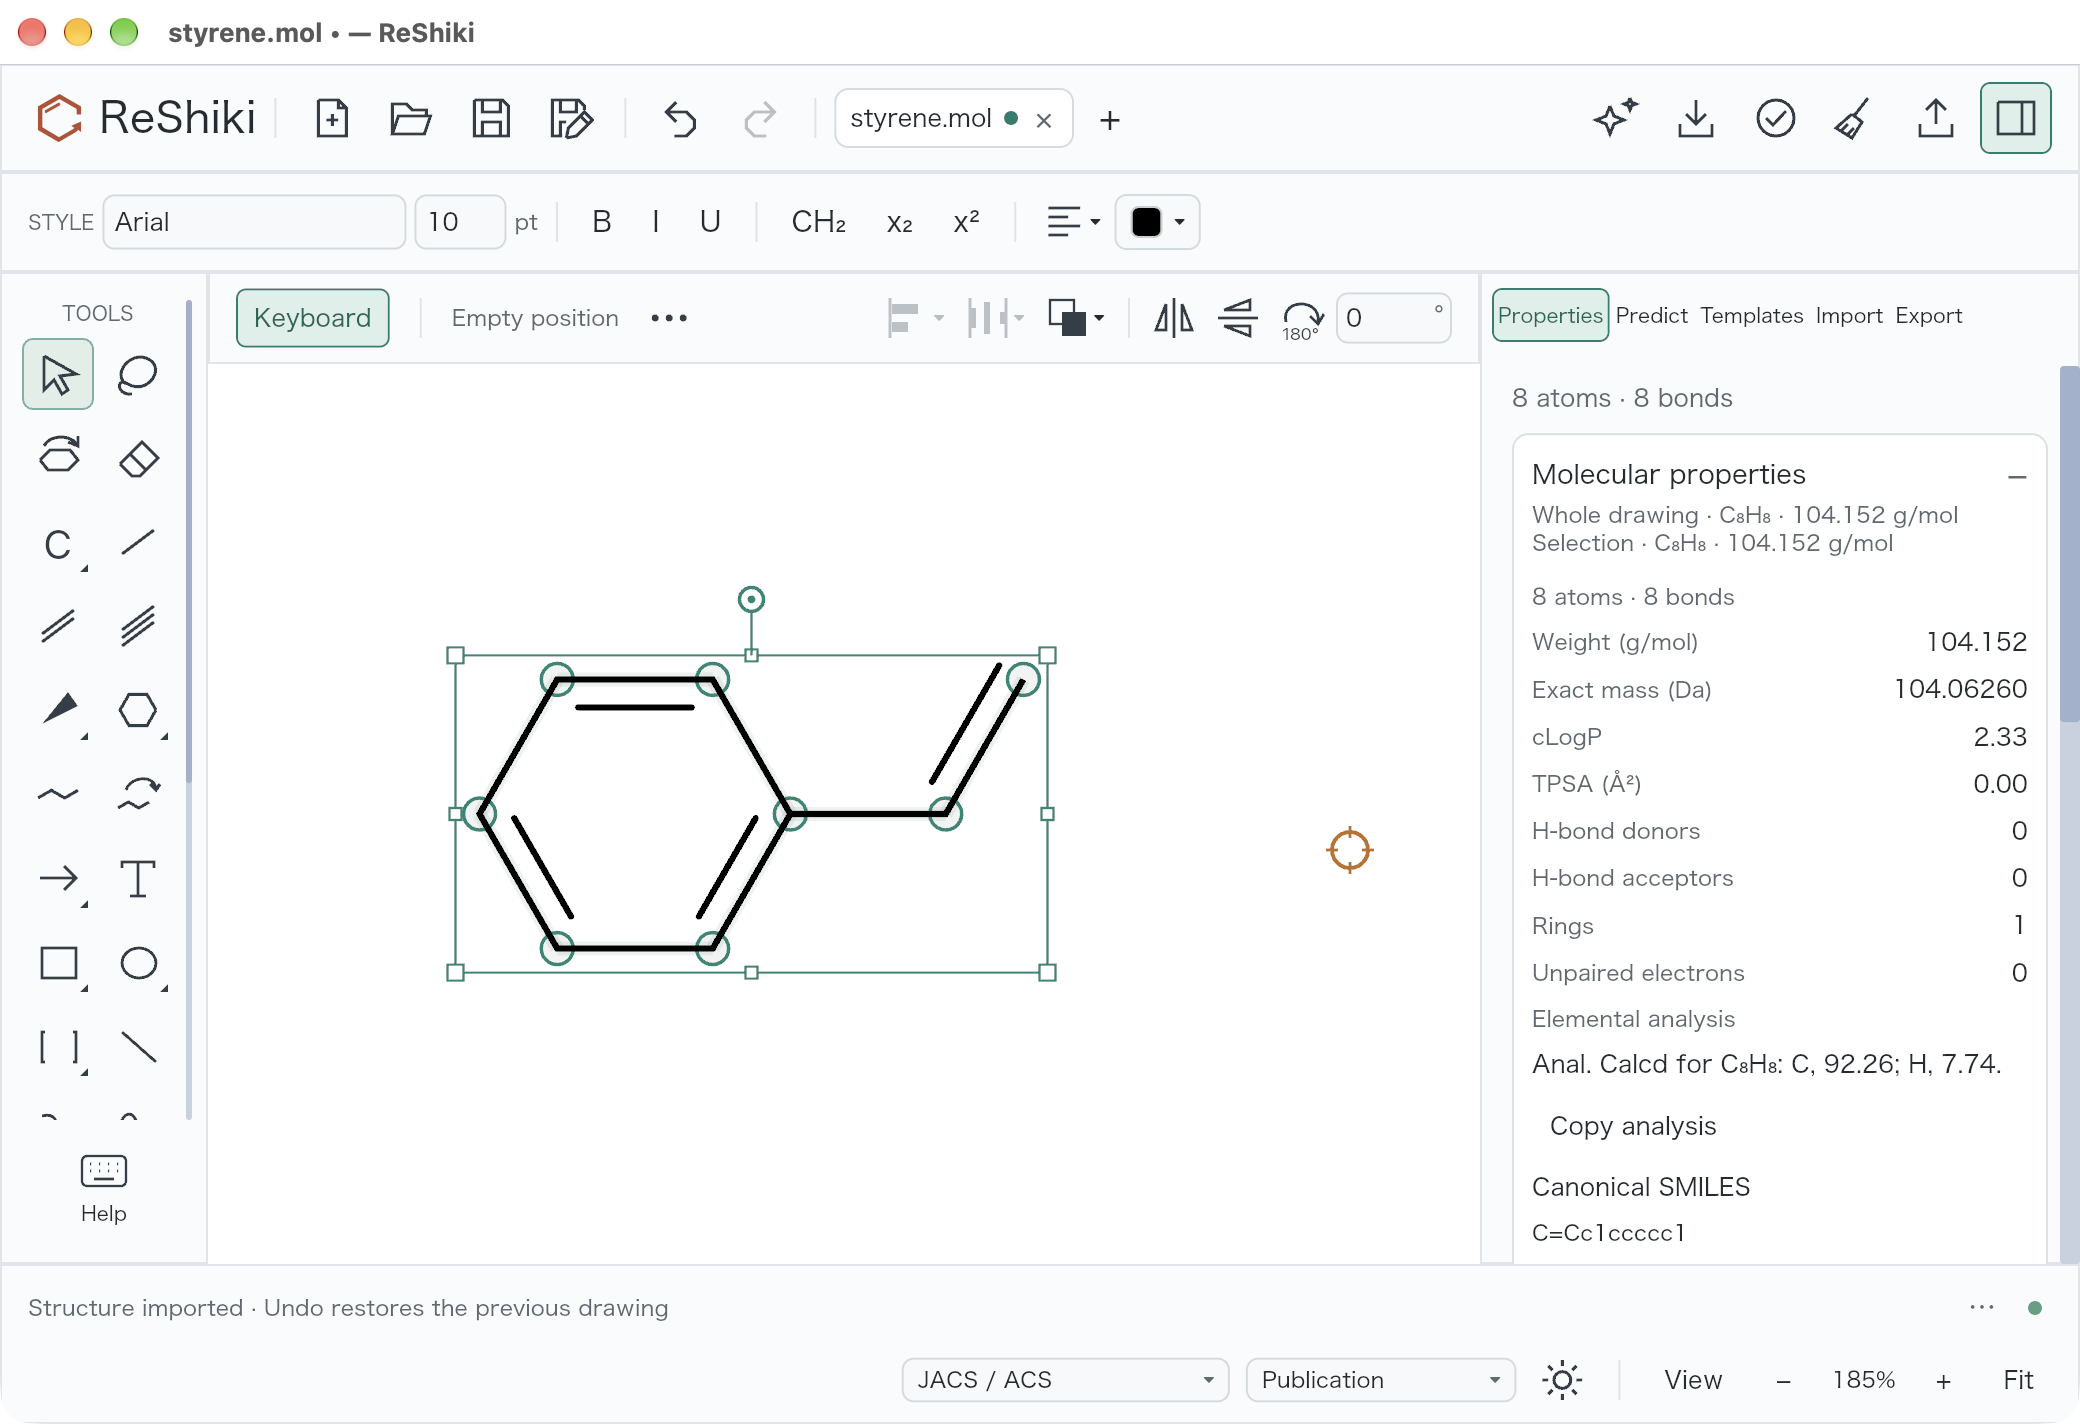 styrene.mol • — ReShiki
ReShiki
styrene.mol ● ×
+
STYLE Arial 10 pt B I U CH₂ x₂ x²
TOOLS
Keyboard Empty position •••
180°
0 °
Properties Predict Templates Import Export
8 atoms · 8 bonds
Molecular properties −
Whole drawing · C₈H₈ · 104.152 g/mol
Selection · C₈H₈ · 104.152 g/mol
8 atoms · 8 bonds
Weight (g/mol) 104.152
Exact mass (Da) 104.06260
cLogP 2.33
TPSA (Å²) 0.00
H-bond donors 0
H-bond acceptors 0
Rings 1
Unpaired electrons 0
Elemental analysis
Anal. Calcd for C₈H₈: C, 92.26; H, 7.74.
Copy analysis
Canonical SMILES
C=Cc1ccccc1
C
T
[ ]
Help
Structure imported · Undo restores the previous drawing
···
JACS / ACS Publication View − 185% + Fit